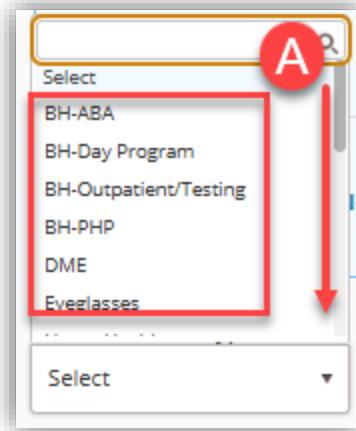 A
Select
BH-ABA
BH-Day Program
BH-Outpatient/Testing
BH-PHP
DME
Eyeglasses
Select